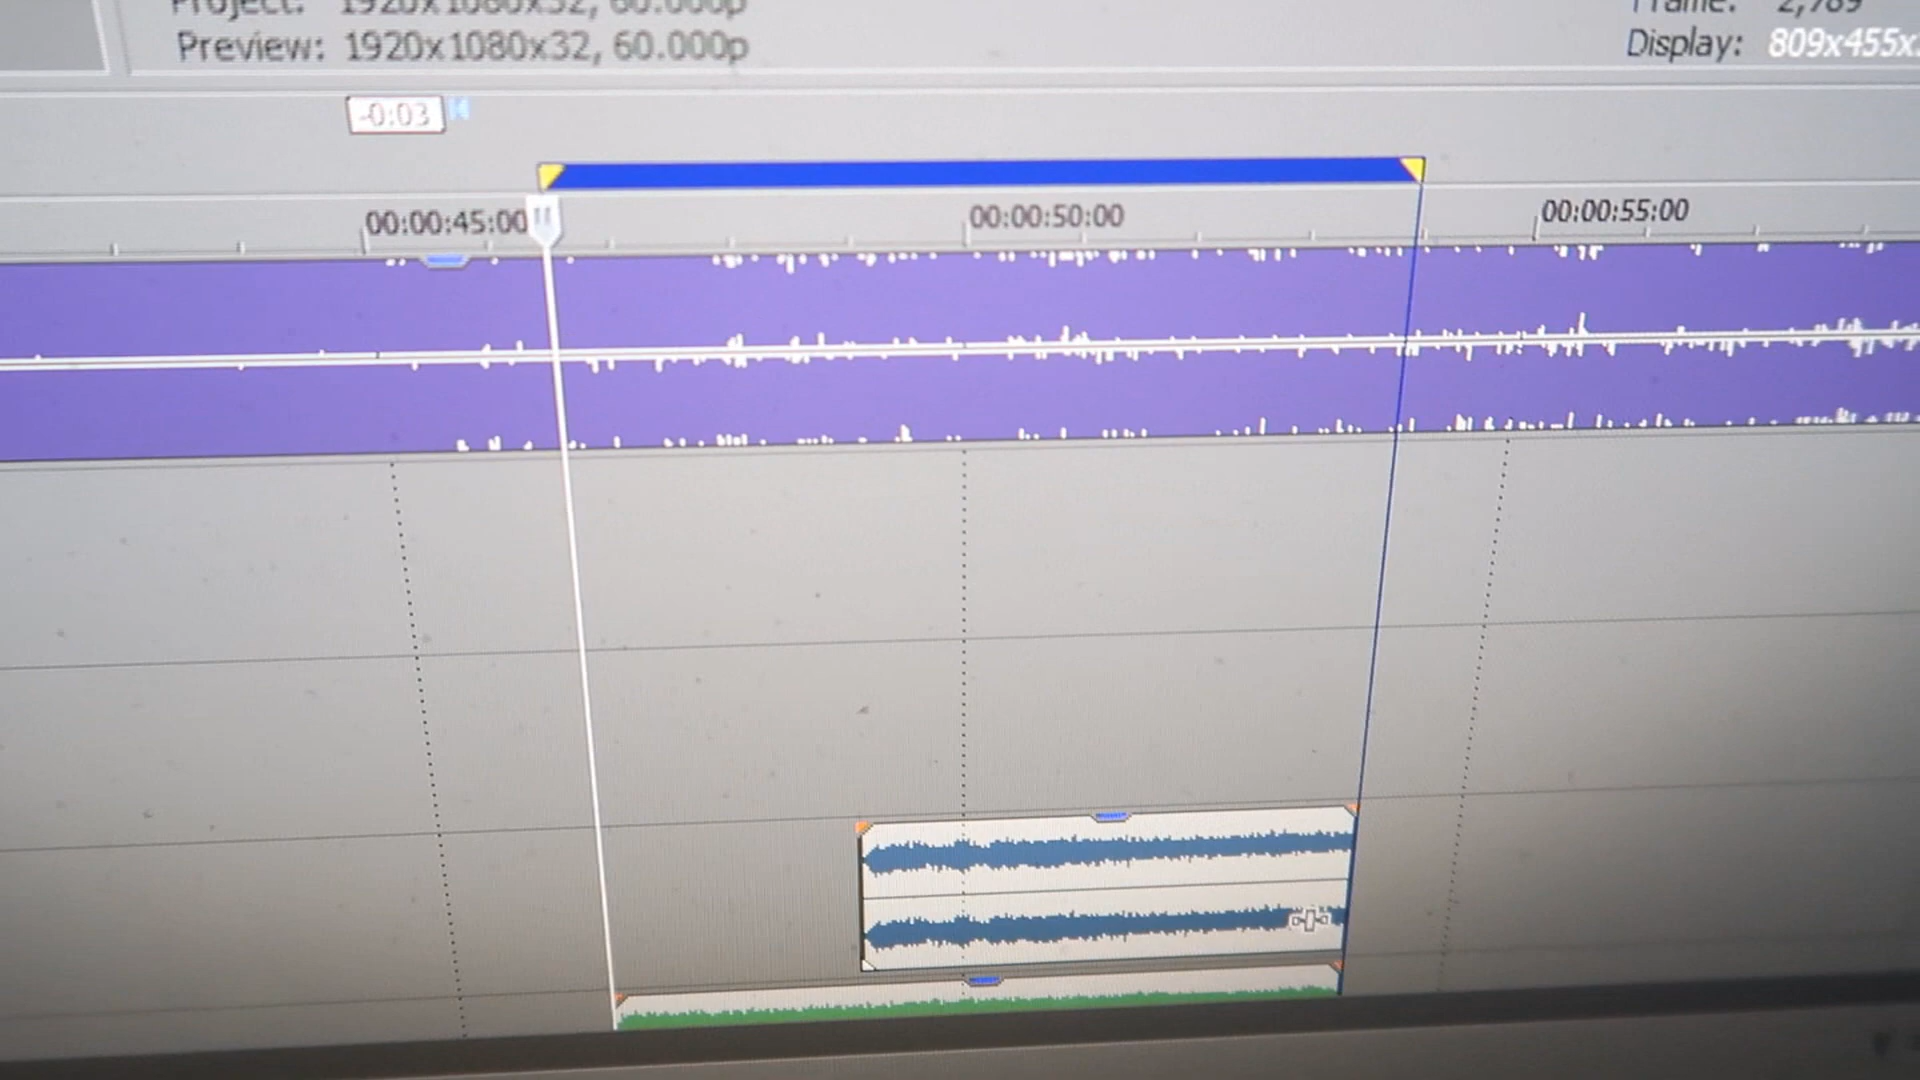 Project: 1920x1080x32, 60.000p
Frame: 2,789
Preview: 1920x1080x32, 60.000p
Display: 809x455x
-0:03
00:00:45:00
00:00:50:00
00:00:55:00